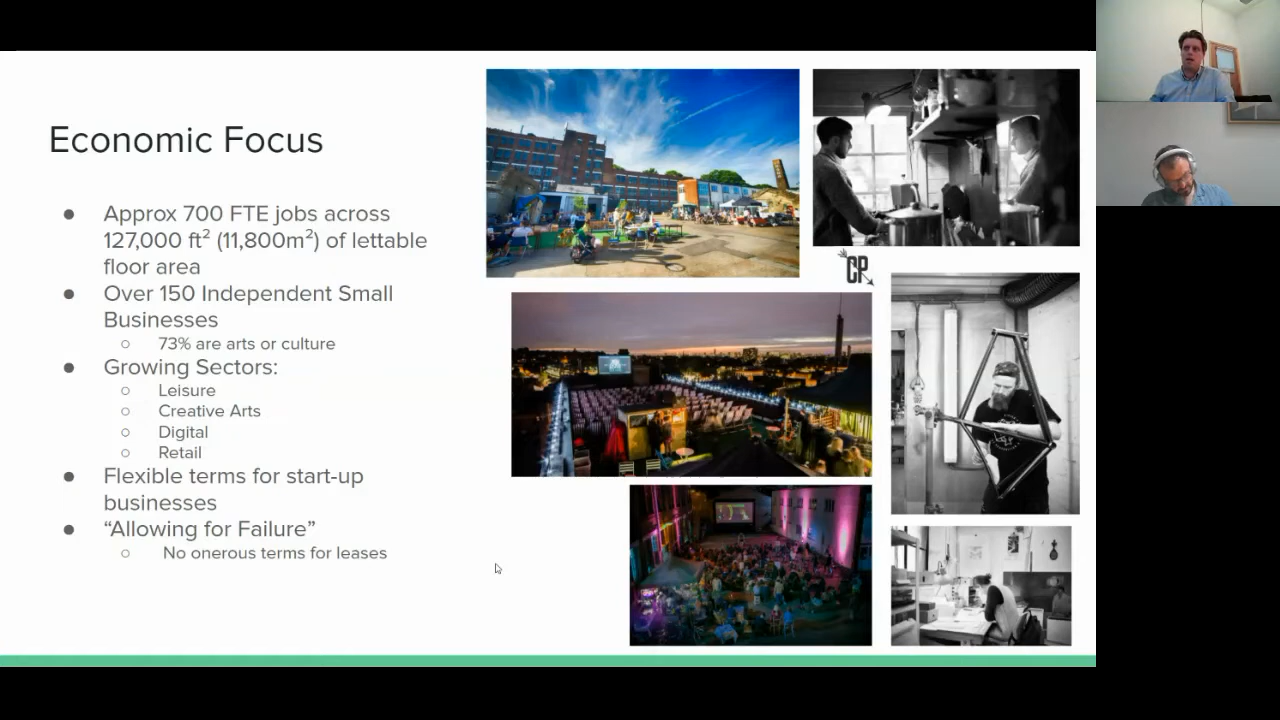 Economic Focus
● Approx 700 FTE jobs across
127,000 ft² (11,800m²) of lettable
floor area
● Over 150 Independent Small
Businesses
○ 73% are arts or culture
● Growing Sectors:
○ Leisure
○ Creative Arts
○ Digital
○ Retail
● Flexible terms for start-up
businesses
● “Allowing for Failure”
○ No onerous terms for leases
CP